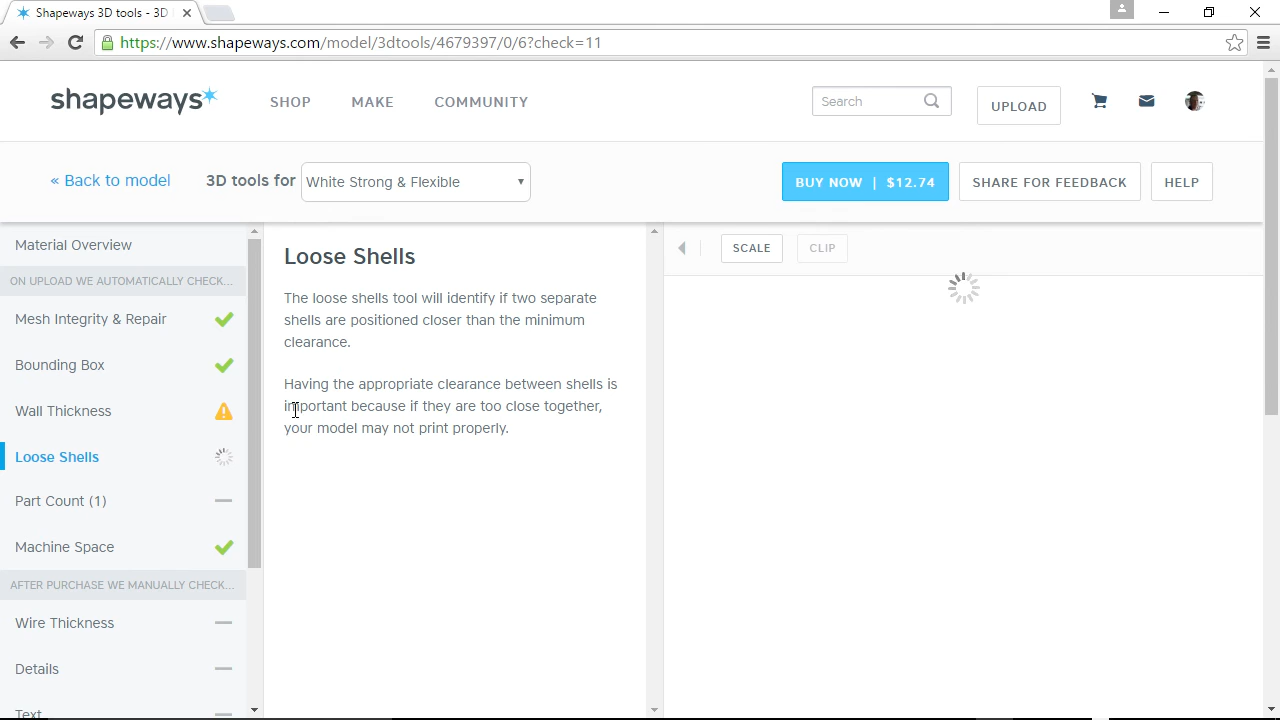 Shapeways 3D tools - 3D
https://www.shapeways.com/model/3dtools/4679397/0/6?check=11
shapeways
SHOP
MAKE
COMMUNITY
Search
UPLOAD
« Back to model
3D tools for
White Strong & Flexible
BUY NOW | $12.74
SHARE FOR FEEDBACK
HELP
Material Overview
ON UPLOAD WE AUTOMATICALLY CHECK...
Mesh Integrity & Repair
Bounding Box
Wall Thickness
Loose Shells
Part Count (1)
Machine Space
AFTER PURCHASE WE MANUALLY CHECK...
Wire Thickness
Details
Text
Loose Shells
The loose shells tool will identify if two separate
shells are positioned closer than the minimum
clearance.
Having the appropriate clearance between shells is
important because if they are too close together,
your model may not print properly.
SCALE
CLIP